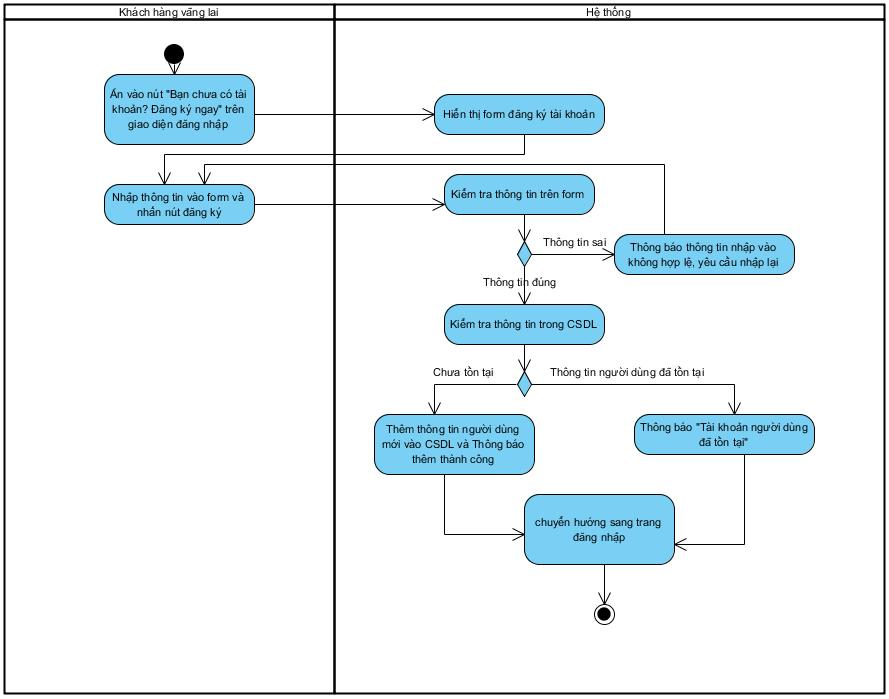 Khách hàng vãng lai
Hệ thống
Ấn vào nút "Bạn chưa có tài
khoản? Đăng ký ngay" trên
giao diện đăng nhập
Hiển thị form đăng ký tài khoản
Nhập thông tin vào form và
nhấn nút đăng ký
Kiểm tra thông tin trên form
Thông tin sai
Thông báo thông tin nhập vào
không hợp lệ, yêu cầu nhập lại
Thông tin đúng
Kiểm tra thông tin trong CSDL
Chưa tồn tại
Thông tin người dùng đã tồn tại
Thêm thông tin người dùng
mới vào CSDL và Thông báo
thêm thành công
Thông báo "Tài khoản người dùng
đã tồn tại"
chuyển hướng sang trang
đăng nhập